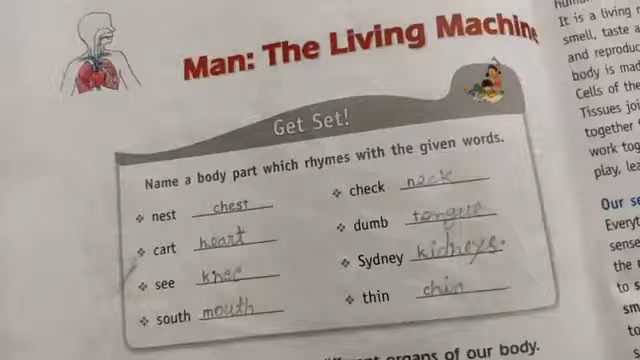 Man: The Living Machine
Get Set!
Name a body part which rhymes with the given words.
nest chest
cart heart
see knee
south mouth
check neck
dumb tongue
Sydney kidneys.
thin chin
organs of our body.
It is a living
smell, taste a
and reproduc
body is mad
Cells of the
Tissues joi
together
work tog
play, lea
Our se
Everyt
sense
the
to s
sm
to